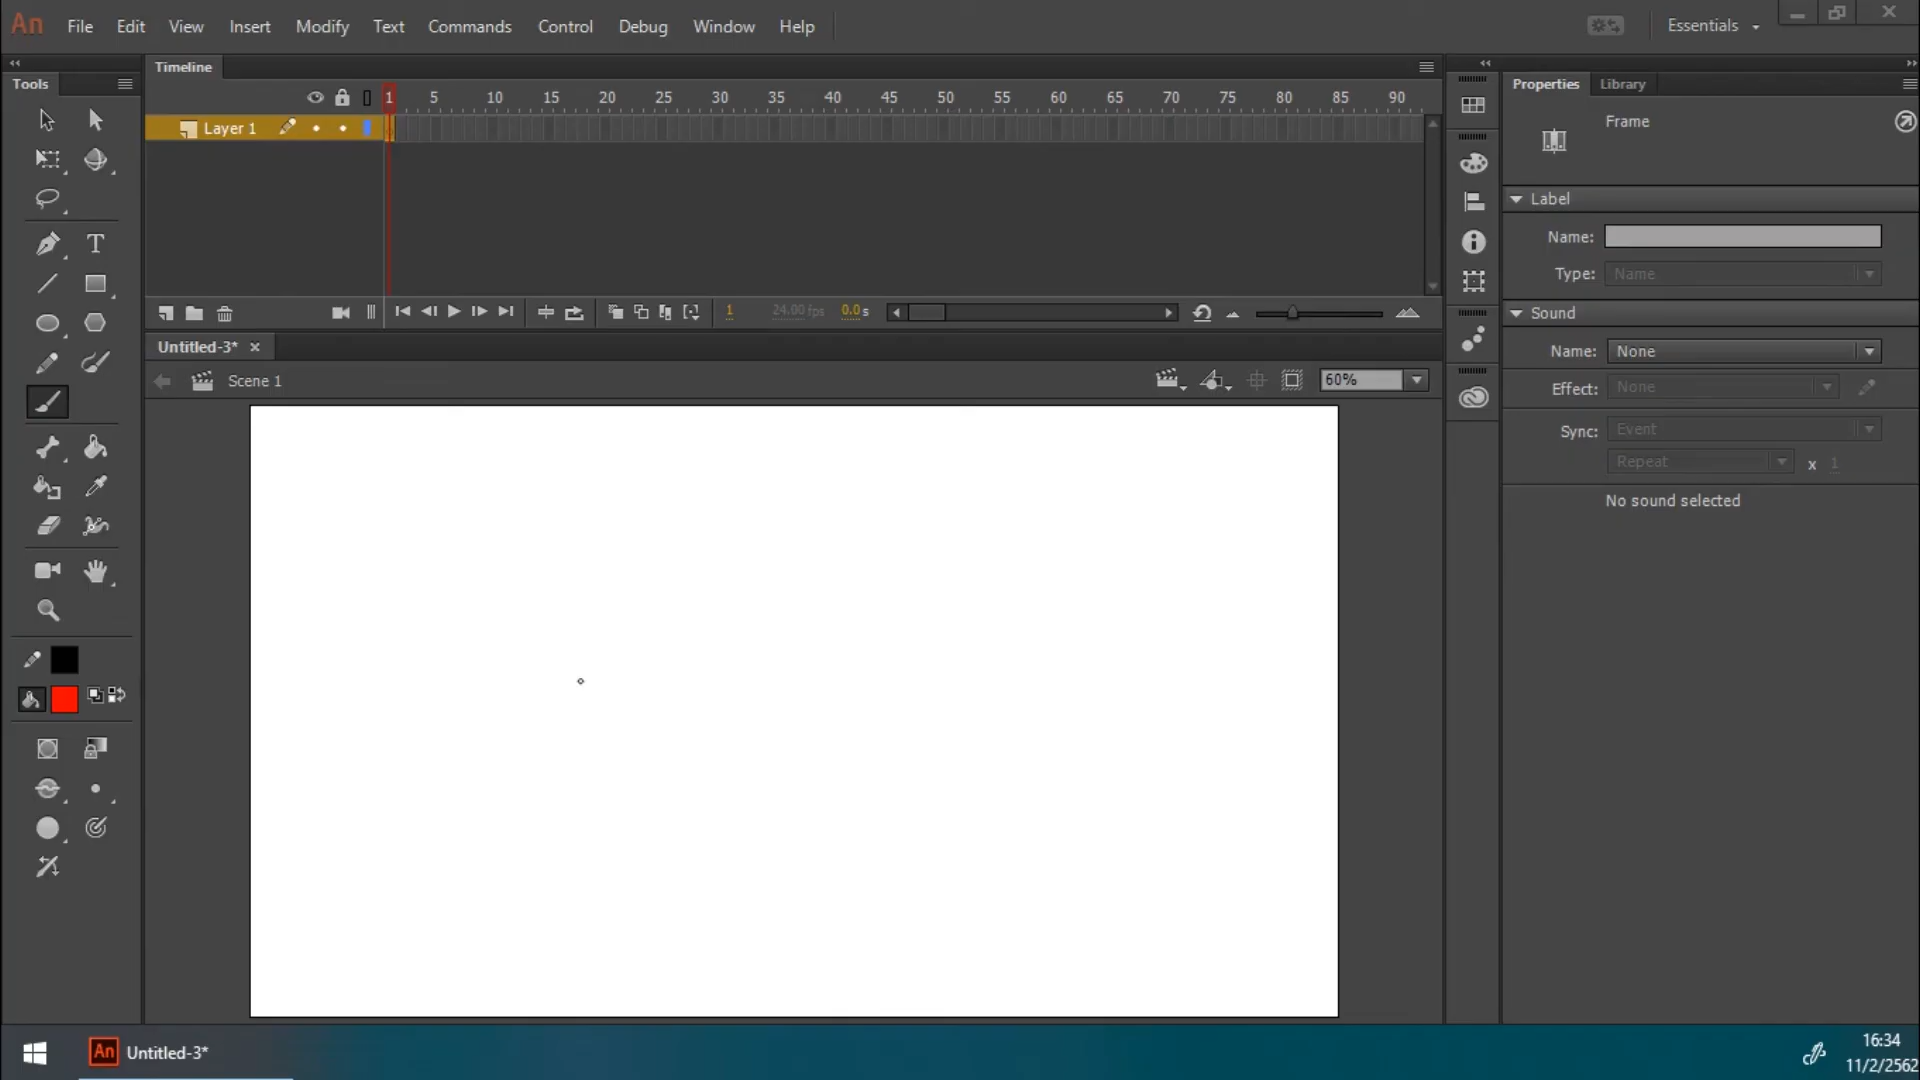 An File Edit View Insert Modify Text Commands Control Debug Window Help Essentials
Tools
Timeline
Properties Library
1 5 10 15 20 25 30 35 40 45 50 55 60 65 70 75 80 85 90
Layer 1
Frame
Label
Name:
Type: Name
1 24.00 fps 0.0 s
Sound
Untitled-3* ×
Name: None
Scene 1
60%
Effect: None
Sync: Event
Repeat x 1
No sound selected
T
An Untitled-3*
16:34
11/2/2562